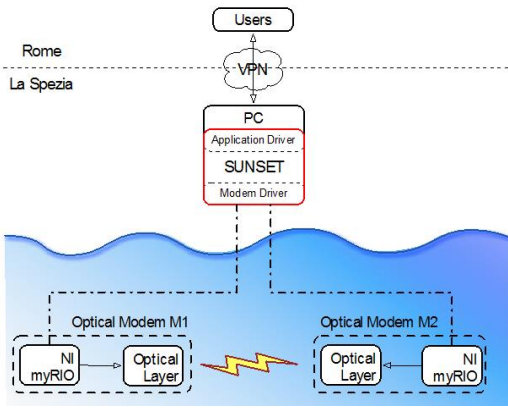 Users
Rome
VPN
La Spezia
PC
Application Driver
SUNSET
Modem Driver
Optical Modem M1
Optical Modem M2
NI
myRIO
Optical
Layer
Optical
Layer
NI
myRIO